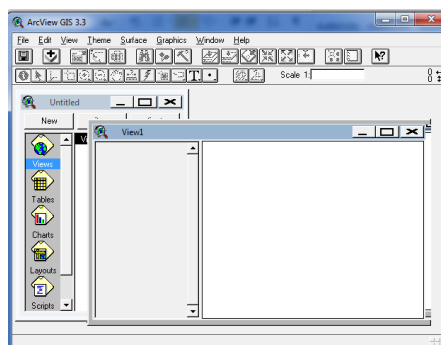 ArcView GIS 3.3
File Edit View Theme Surface Graphics Window Help
Scale 1:
Untitled
New
View1
Views
Tables
Charts
Layouts
Scripts